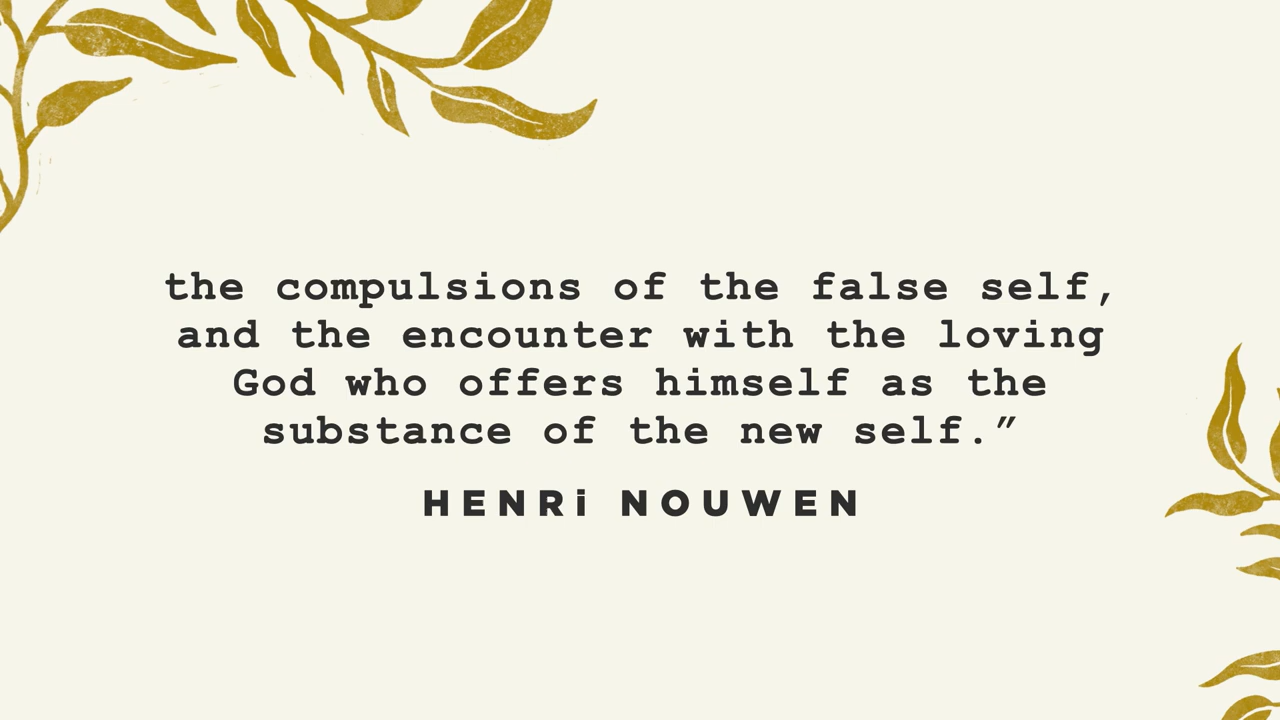 the compulsions of the false self,
and the encounter with the loving
God who offers himself as the
substance of the new self.”
HENRi NOUWEN